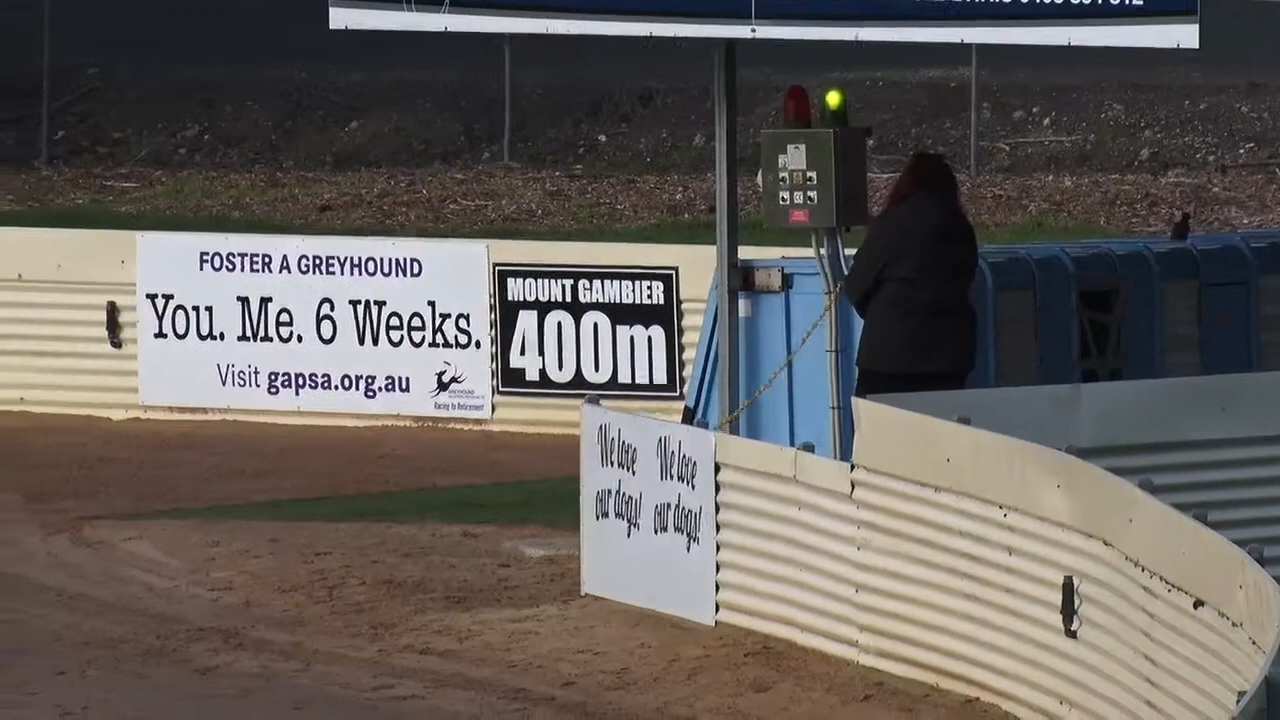 FOSTER A GREYHOUND
You. Me. 6 Weeks.
Visit gapsa.org.au
Racing to Retirement
MOUNT GAMBIER
400m
We love
our dogs!
We love
our dogs!